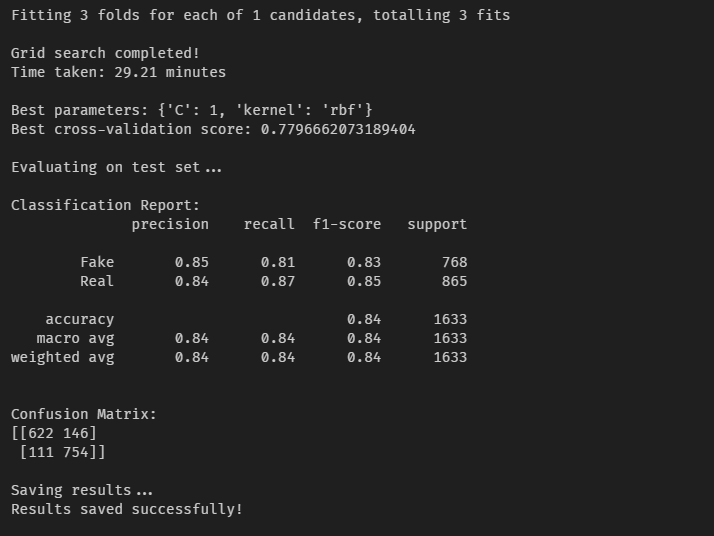 Fitting 3 folds for each of 1 candidates, totalling 3 fits
Grid search completed!
Time taken: 29.21 minutes
Best parameters: {'C': 1, 'kernel': 'rbf'}
Best cross-validation score: 0.7796662073189404
Evaluating on test set...
Classification Report:
precision recall f1-score support
Fake 0.85 0.81 0.83 768
Real 0.84 0.87 0.85 865
accuracy 0.84 1633
macro avg 0.84 0.84 0.84 1633
weighted avg 0.84 0.84 0.84 1633
Confusion Matrix:
[[622 146]
[111 754]]
Saving results...
Results saved successfully!